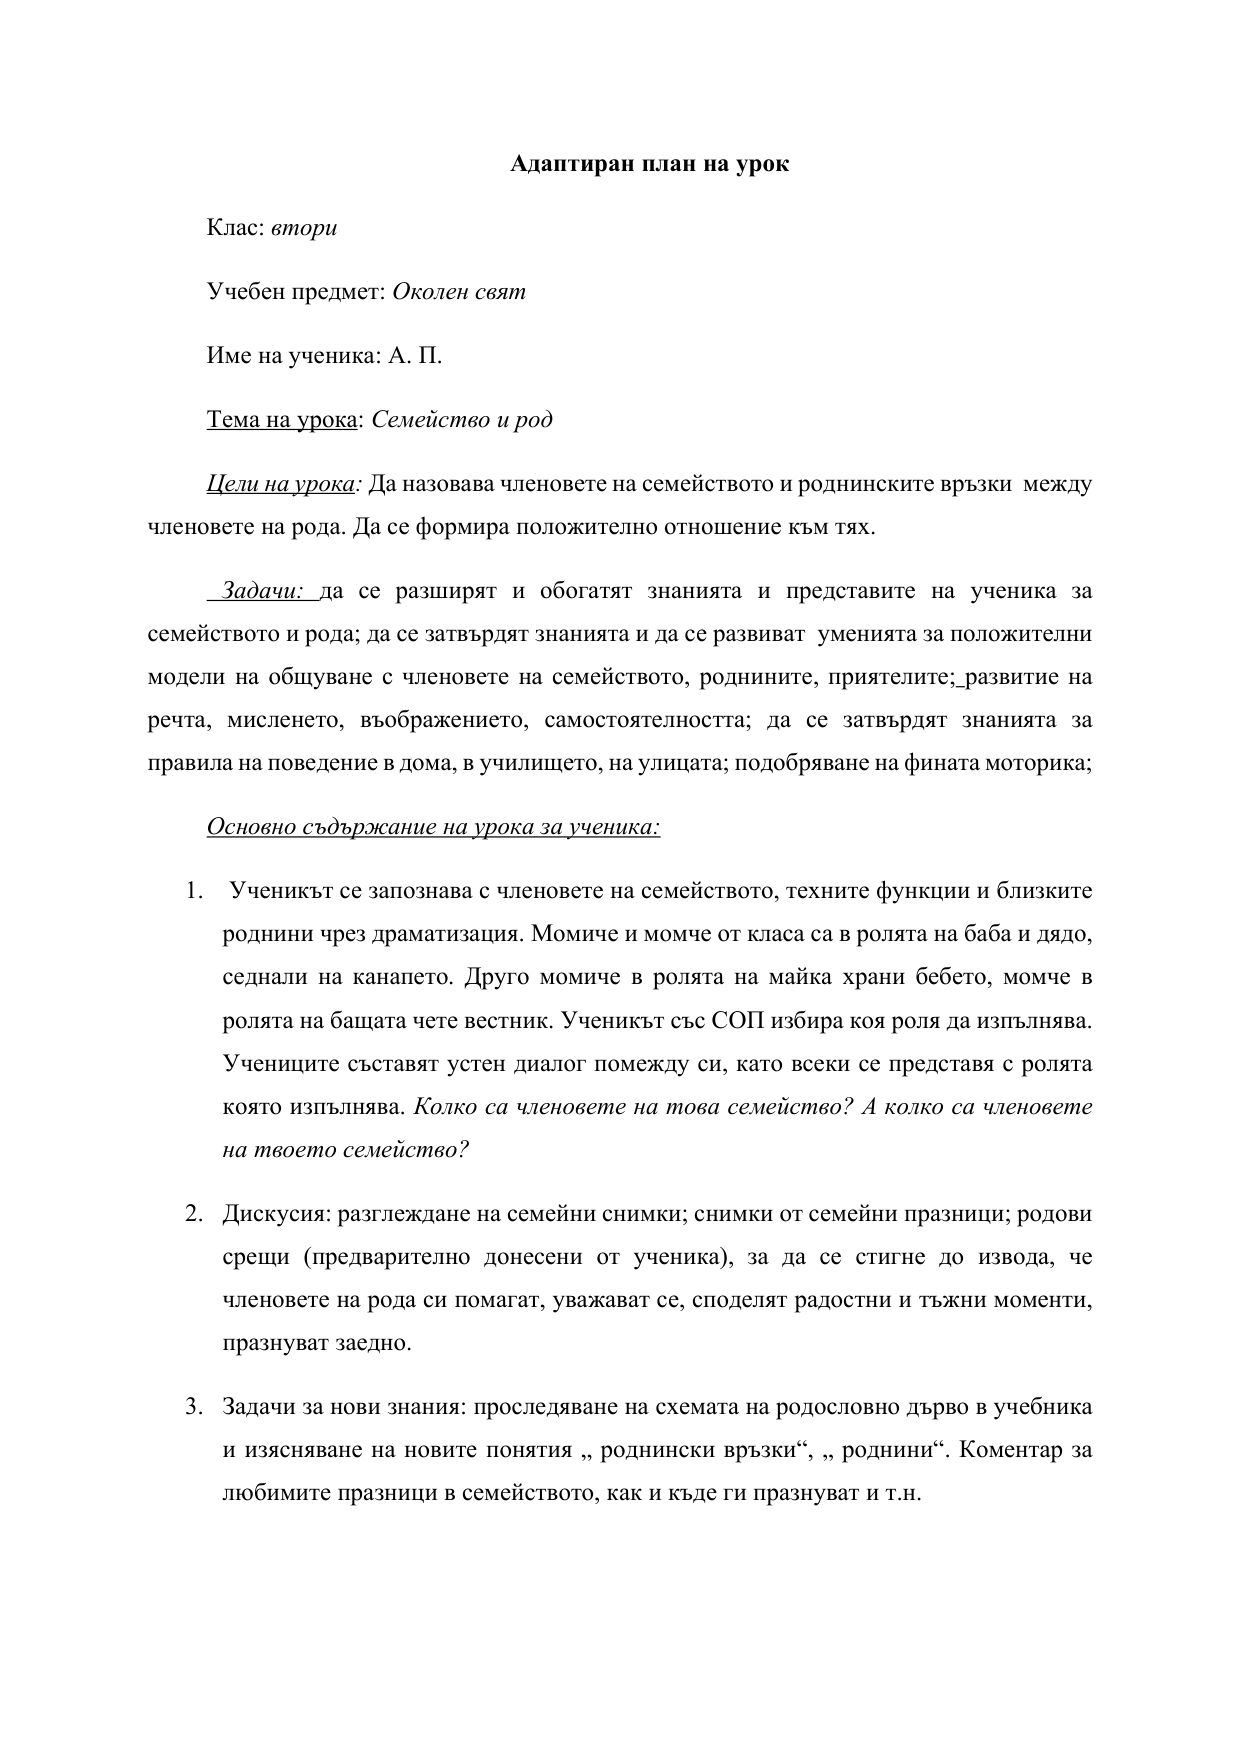 Адаптиран план на урок
Клас: втори
Учебен предмет: Околен свят
Име на ученика: А. П.
Тема на урока: Семейство и род
Цели на урока: Да назовава членовете на семейството и роднинските връзки  между
членовете на рода. Да се формира положително отношение към тях.
Задачи: да се разширят и обогатят знанията и представите на ученика за
семейството и рода; да се затвърдят знанията и да се развиват  уменията за положителни
модели на общуване с членовете на семейството, роднините, приятелите; развитие на
речта, мисленето, въображението, самостоятелността; да се затвърдят знанията за
правила на поведение в дома, в училището, на улицата; подобряване на фината моторика;
Основно съдържание на урока за ученика:
1. Ученикът се запознава с членовете на семейството, техните функции и близките
роднини чрез драматизация. Момиче и момче от класа са в ролята на баба и дядо,
седнали на канапето. Друго момиче в ролята на майка храни бебето, момче в
ролята на бащата чете вестник. Ученикът със СОП избира коя роля да изпълнява.
Учениците съставят устен диалог помежду си, като всеки се представя с ролята
която изпълнява. Колко са членовете на това семейство? А колко са членовете
на твоето семейство?
2. Дискусия: разглеждане на семейни снимки; снимки от семейни празници; родови
срещи (предварително донесени от ученика), за да се стигне до извода, че
членовете на рода си помагат, уважават се, споделят радостни и тъжни моменти,
празнуват заедно.
3. Задачи за нови знания: проследяване на схемата на родословно дърво в учебника
и изясняване на новите понятия „ роднински връзки“, „ роднини“. Коментар за
любимите празници в семейството, как и къде ги празнуват и т.н.